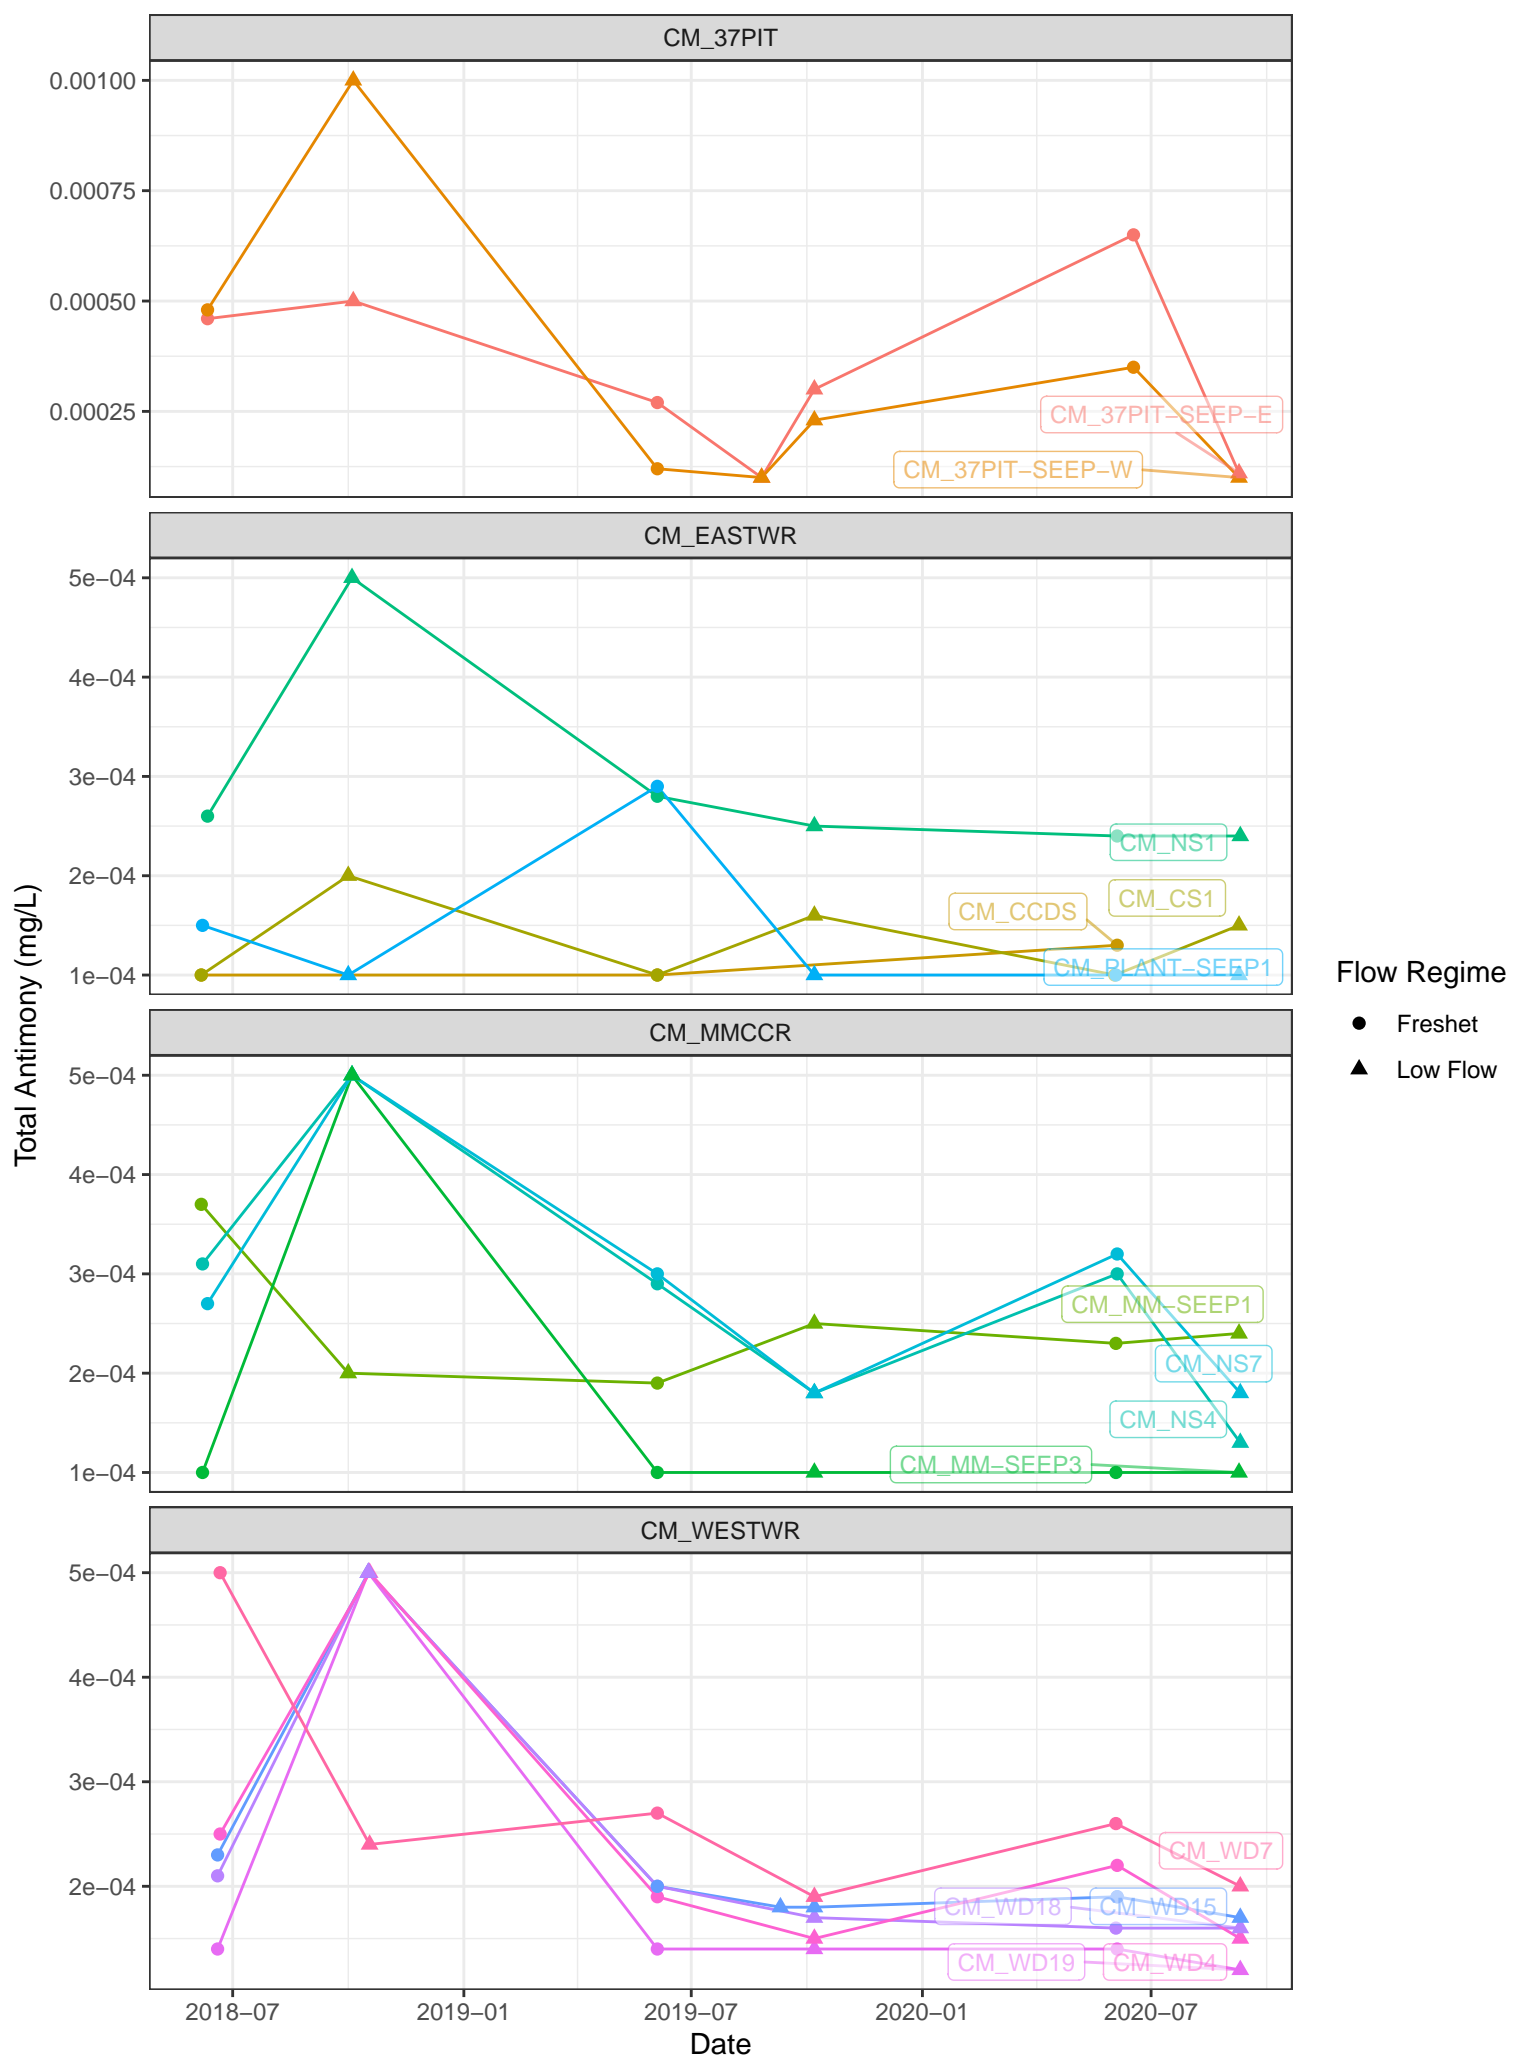 CM_37PIT
0.00100
0.00075
0.00050
0.00025
CM_37PIT−SEEP−E
CM_37PIT−SEEP−W
CM_EASTWR
5e−04
4e−04
3e−04
2e−04
1e−04
CM_NS1
CM_CS1
CM_CCDS
CM_PLANT−SEEP1
CM_MMCCR
5e−04
4e−04
3e−04
2e−04
1e−04
CM_MM−SEEP1
CM_NS7
CM_NS4
CM_MM−SEEP3
CM_WESTWR
5e−04
4e−04
3e−04
2e−04
CM_WD7
CM_WD18
CM_WD15
CM_WD19
CM_WD4
2018−07
2019−01
2019−07
2020−01
2020−07
Date
Total Antimony (mg/L)
Flow Regime
Freshet
Low Flow